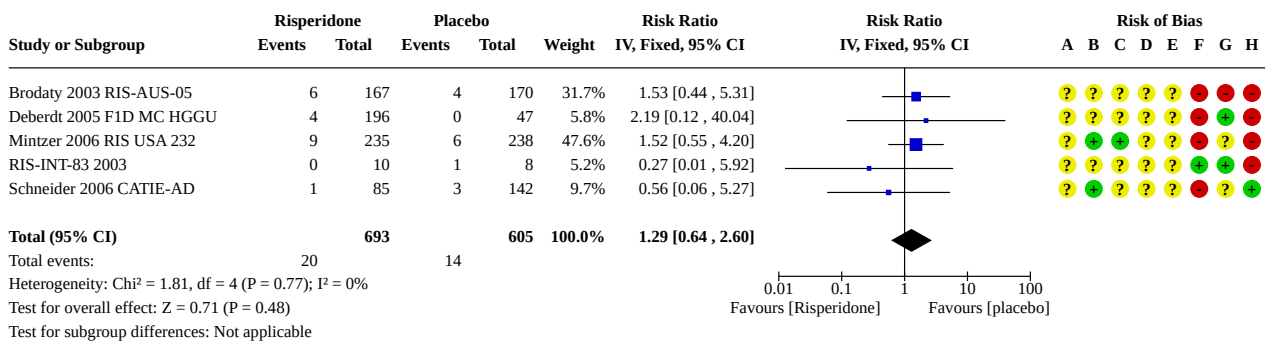 Risperidone Placebo Risk Ratio Risk Ratio Risk of Bias
Study or Subgroup Events Total Events Total Weight IV, Fixed, 95% CI IV, Fixed, 95% CI A B C D E F G H
Brodaty 2003 RIS-AUS-05 6 167 4 170 31.7% 1.53 [0.44 , 5.31] ? ? ? ? ? - - -
Deberdt 2005 F1D MC HGGU 4 196 0 47 5.8% 2.19 [0.12 , 40.04] ? ? ? ? ? - + -
Mintzer 2006 RIS USA 232 9 235 6 238 47.6% 1.52 [0.55 , 4.20] ? + + ? ? - ? -
RIS-INT-83 2003 0 10 1 8 5.2% 0.27 [0.01 , 5.92] ? ? ? ? ? + + -
Schneider 2006 CATIE-AD 1 85 3 142 9.7% 0.56 [0.06 , 5.27] ? + ? ? ? - ? +
Total (95% CI) 693 605 100.0% 1.29 [0.64 , 2.60]
Total events: 20 14
Heterogeneity: Chi² = 1.81, df = 4 (P = 0.77); I² = 0%
Test for overall effect: Z = 0.71 (P = 0.48)
Test for subgroup differences: Not applicable
0.01 0.1 1 10 100
Favours [Risperidone] Favours [placebo]